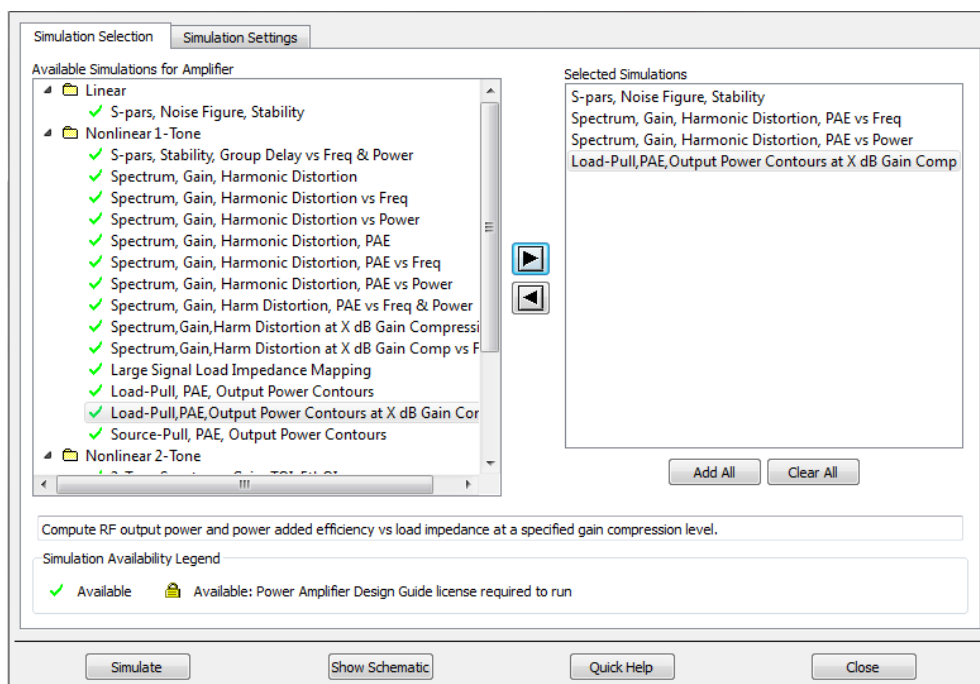 Simulation Selection
Simulation Settings
Available Simulations for Amplifier
Linear
S-pars, Noise Figure, Stability
Nonlinear 1-Tone
S-pars, Stability, Group Delay vs Freq & Power
Spectrum, Gain, Harmonic Distortion
Spectrum, Gain, Harmonic Distortion vs Freq
Spectrum, Gain, Harmonic Distortion vs Power
Spectrum, Gain, Harmonic Distortion, PAE
Spectrum, Gain, Harmonic Distortion, PAE vs Freq
Spectrum, Gain, Harmonic Distortion, PAE vs Power
Spectrum, Gain, Harm Distortion, PAE vs Freq & Power
Spectrum,Gain,Harm Distortion at X dB Gain Compressi
Spectrum,Gain,Harm Distortion at X dB Gain Comp vs F
Large Signal Load Impedance Mapping
Load-Pull, PAE, Output Power Contours
Load-Pull,PAE,Output Power Contours at X dB Gain Cor
Source-Pull, PAE, Output Power Contours
Nonlinear 2-Tone
Selected Simulations
S-pars, Noise Figure, Stability
Spectrum, Gain, Harmonic Distortion, PAE vs Freq
Spectrum, Gain, Harmonic Distortion, PAE vs Power
Load-Pull,PAE,Output Power Contours at X dB Gain Comp
Add All
Clear All
Compute RF output power and power added efficiency vs load impedance at a specified gain compression level.
Simulation Availability Legend
Available
Available: Power Amplifier Design Guide license required to run
Simulate
Show Schematic
Quick Help
Close